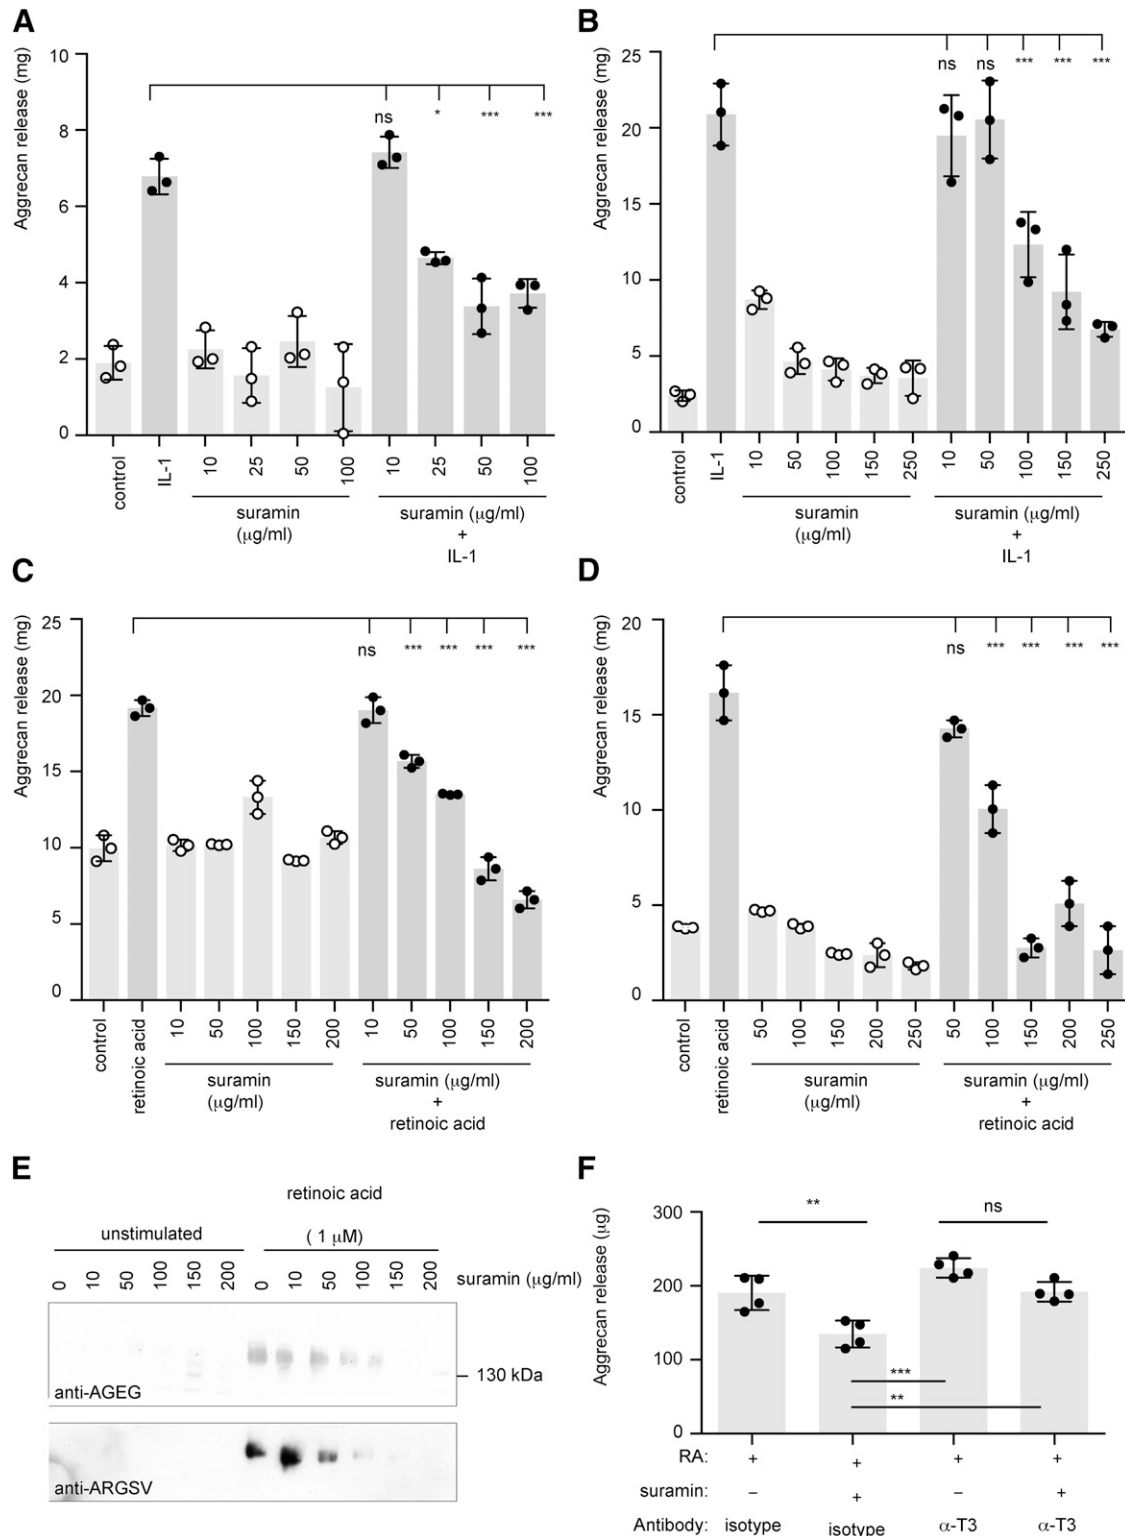 A
Aggrecan release (mg)
10
8
6
4
2
0
ns
*
***
***
control
IL-1
10
25
50
100
10
25
50
100
suramin
(µg/ml)
suramin (µg/ml)
+
IL-1
B
Aggrecan release (mg)
25
20
15
10
5
0
ns
ns
***
***
***
control
IL-1
10
50
100
150
250
10
50
100
150
250
suramin
(µg/ml)
suramin (µg/ml)
+
IL-1
C
Aggrecan release (mg)
25
20
15
10
5
0
ns
***
***
***
***
control
retinoic acid
10
50
100
150
200
10
50
100
150
200
suramin
(µg/ml)
suramin (µg/ml)
+
retinoic acid
D
Aggrecan release (mg)
20
15
10
5
0
ns
***
***
***
***
control
retinoic acid
50
100
150
200
250
50
100
150
200
250
suramin
(µg/ml)
suramin (µg/ml)
+
retinoic acid
E
retinoic acid
unstimulated
( 1 µM)
0 10 50 100 150 200 0 10 50 100 150 200 suramin (µg/ml)
130 kDa
anti-AGEG
anti-ARGSV
F
Aggrecan release (µg)
300
200
100
0
**
ns
***
**
RA: + + + +
suramin: – + – +
Antibody: isotype isotype α-T3 α-T3